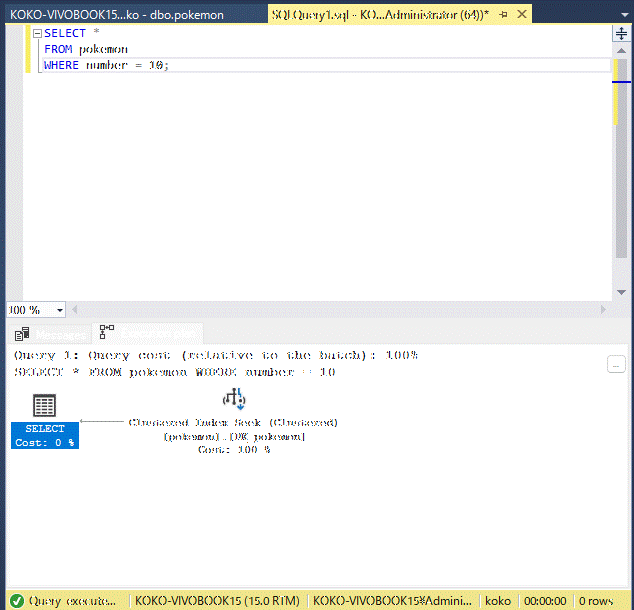 KOKO-VIVOBOOK15...ko - dbo.pokemon
SQLQuery1.sql - KO...Administrator (64))*
SELECT *
FROM pokemon
WHERE number = 10;
100 %
Messages
Query 1: Query cost (relative to the batch): 100%
SELECT * FROM pokemon WHERE number = 10
...
SELECT
Cost: 0 %
Clustered Index Seek (Clustered)
[pokemon].[PK_pokemon]
Cost: 100 %
Query execute...
KOKO-VIVOBOOK15 (15.0 RTM)
KOKO-VIVOBOOK15¥Admini...
koko
00:00:00
0 rows